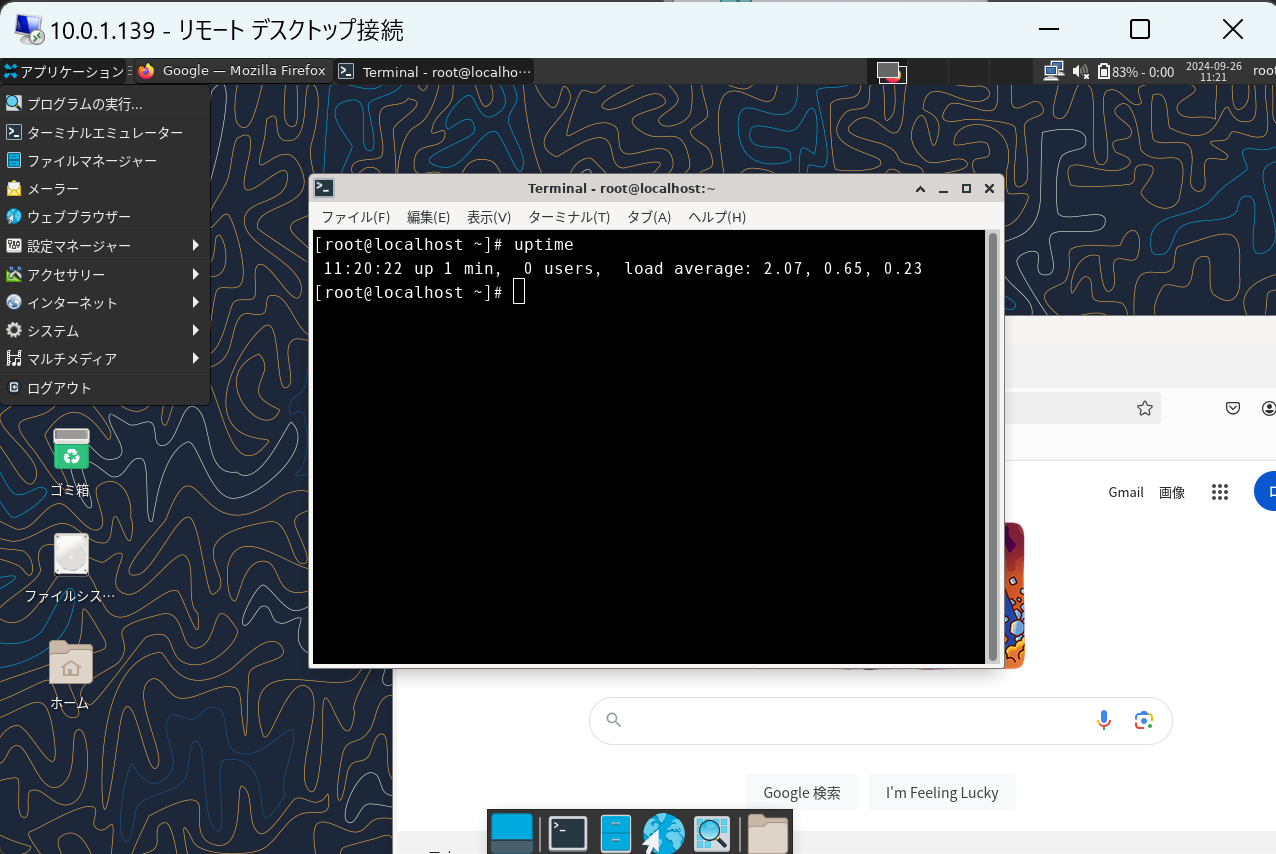 10.0.1.139 - リモート デスクトップ接続
アプリケーション Google — Mozilla Firefox Terminal - root@localho… 83% - 0:00 2024-09-26 root
11:21
プログラムの実行...
ターミナルエミュレーター
ファイルマネージャー
メーラー
ウェブブラウザー
設定マネージャー
アクセサリー
インターネット
システム
マルチメディア
ログアウト
Terminal - root@localhost:~
ファイル(F) 編集(E) 表示(V) ターミナル(T) タブ(A) ヘルプ(H)
[root@localhost ~]# uptime
11:20:22 up 1 min,  0 users,  load average: 2.07, 0.65, 0.23
[root@localhost ~]#
ゴミ箱
ファイルシス…
ホーム
Gmail 画像
Google 検索 I'm Feeling Lucky